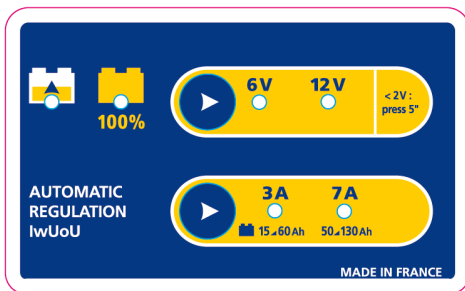 6V 12V
< 2V :
press 5"
100%
3A 7A
15⊿60Ah 50⊿130Ah
AUTOMATIC
REGULATION
IwUoU
MADE IN FRANCE